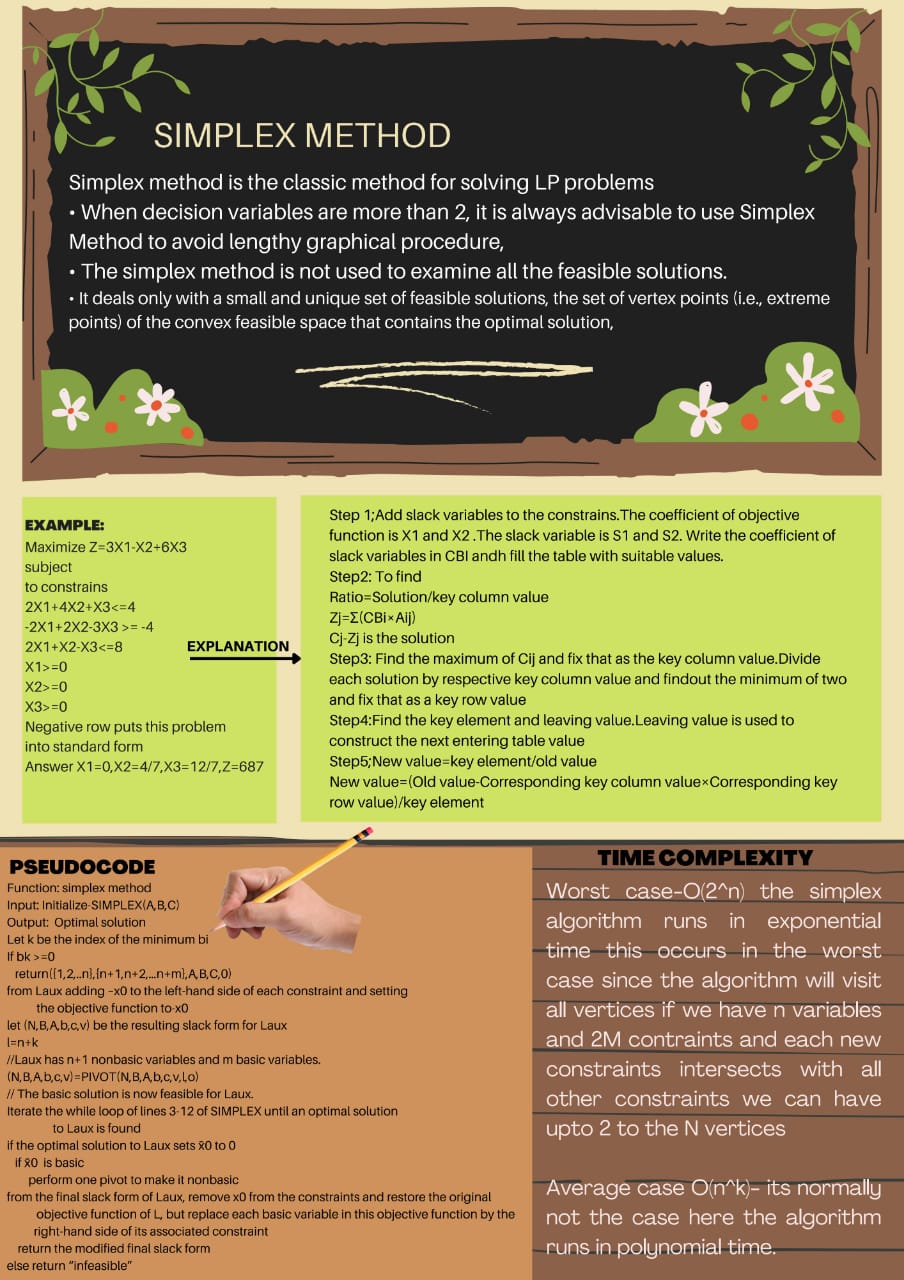 SIMPLEX METHOD
Simplex method is the classic method for solving LP problems
• When decision variables are more than 2, it is always advisable to use Simplex
Method to avoid lengthy graphical procedure,
• The simplex method is not used to examine all the feasible solutions.
• It deals only with a small and unique set of feasible solutions, the set of vertex points (i.e., extreme
points) of the convex feasible space that contains the optimal solution,
EXAMPLE:
Maximize Z=3X1-X2+6X3
subject
to constrains
2X1+4X2+X3<=4
-2X1+2X2-3X3 >= -4
2X1+X2-X3<=8
X1>=0
X2>=0
X3>=0
Negative row puts this problem
into standard form
Answer X1=0,X2=4/7,X3=12/7,Z=687
EXPLANATION
Step 1;Add slack variables to the constrains.The coefficient of objective
function is X1 and X2 .The slack variable is S1 and S2. Write the coefficient of
slack variables in CBI andh fill the table with suitable values.
Step2: To find
Ratio=Solution/key column value
Zj=Σ(CBi×Aij)
Cj-Zj is the solution
Step3: Find the maximum of Cij and fix that as the key column value.Divide
each solution by respective key column value and findout the minimum of two
and fix that as a key row value
Step4:Find the key element and leaving value.Leaving value is used to
construct the next entering table value
Step5;New value=key element/old value
New value=(Old value-Corresponding key column value×Corresponding key
row value)/key element
PSEUDOCODE
Function: simplex method
Input: Initialize-SIMPLEX(A,B,C)
Output: Optimal solution
Let k be the index of the minimum bi
If bk >=0
return({1,2,..n},{n+1,n+2,...n+m},A,B,C,0)
from Laux adding -x0 to the left-hand side of each constraint and setting
the objective function to-x0
let (N,B,A,b,c,v) be the resulting slack form for Laux
l=n+k
//Laux has n+1 nonbasic variables and m basic variables.
(N,B,A,b,c,v)=PIVOT(N,B,A,b,c,v,l,o)
// The basic solution is now feasible for Laux.
Iterate the while loop of lines 3-12 of SIMPLEX until an optimal solution
to Laux is found
if the optimal solution to Laux sets x̄0 to 0
if x̄0 is basic
perform one pivot to make it nonbasic
from the final slack form of Laux, remove x0 from the constraints and restore the original
objective function of L, but replace each basic variable in this objective function by the
right-hand side of its associated constraint
return the modified final slack form
else return "infeasible"
TIME COMPLEXITY
Worst case-O(2^n) the simplex
algorithm runs in exponential
time this occurs in the worst
case since the algorithm will visit
all vertices if we have n variables
and 2M contraints and each new
constraints intersects with all
other constraints we can have
upto 2 to the N vertices
Average case O(n^k)- its normally
not the case here the algorithm
runs in polynomial time.